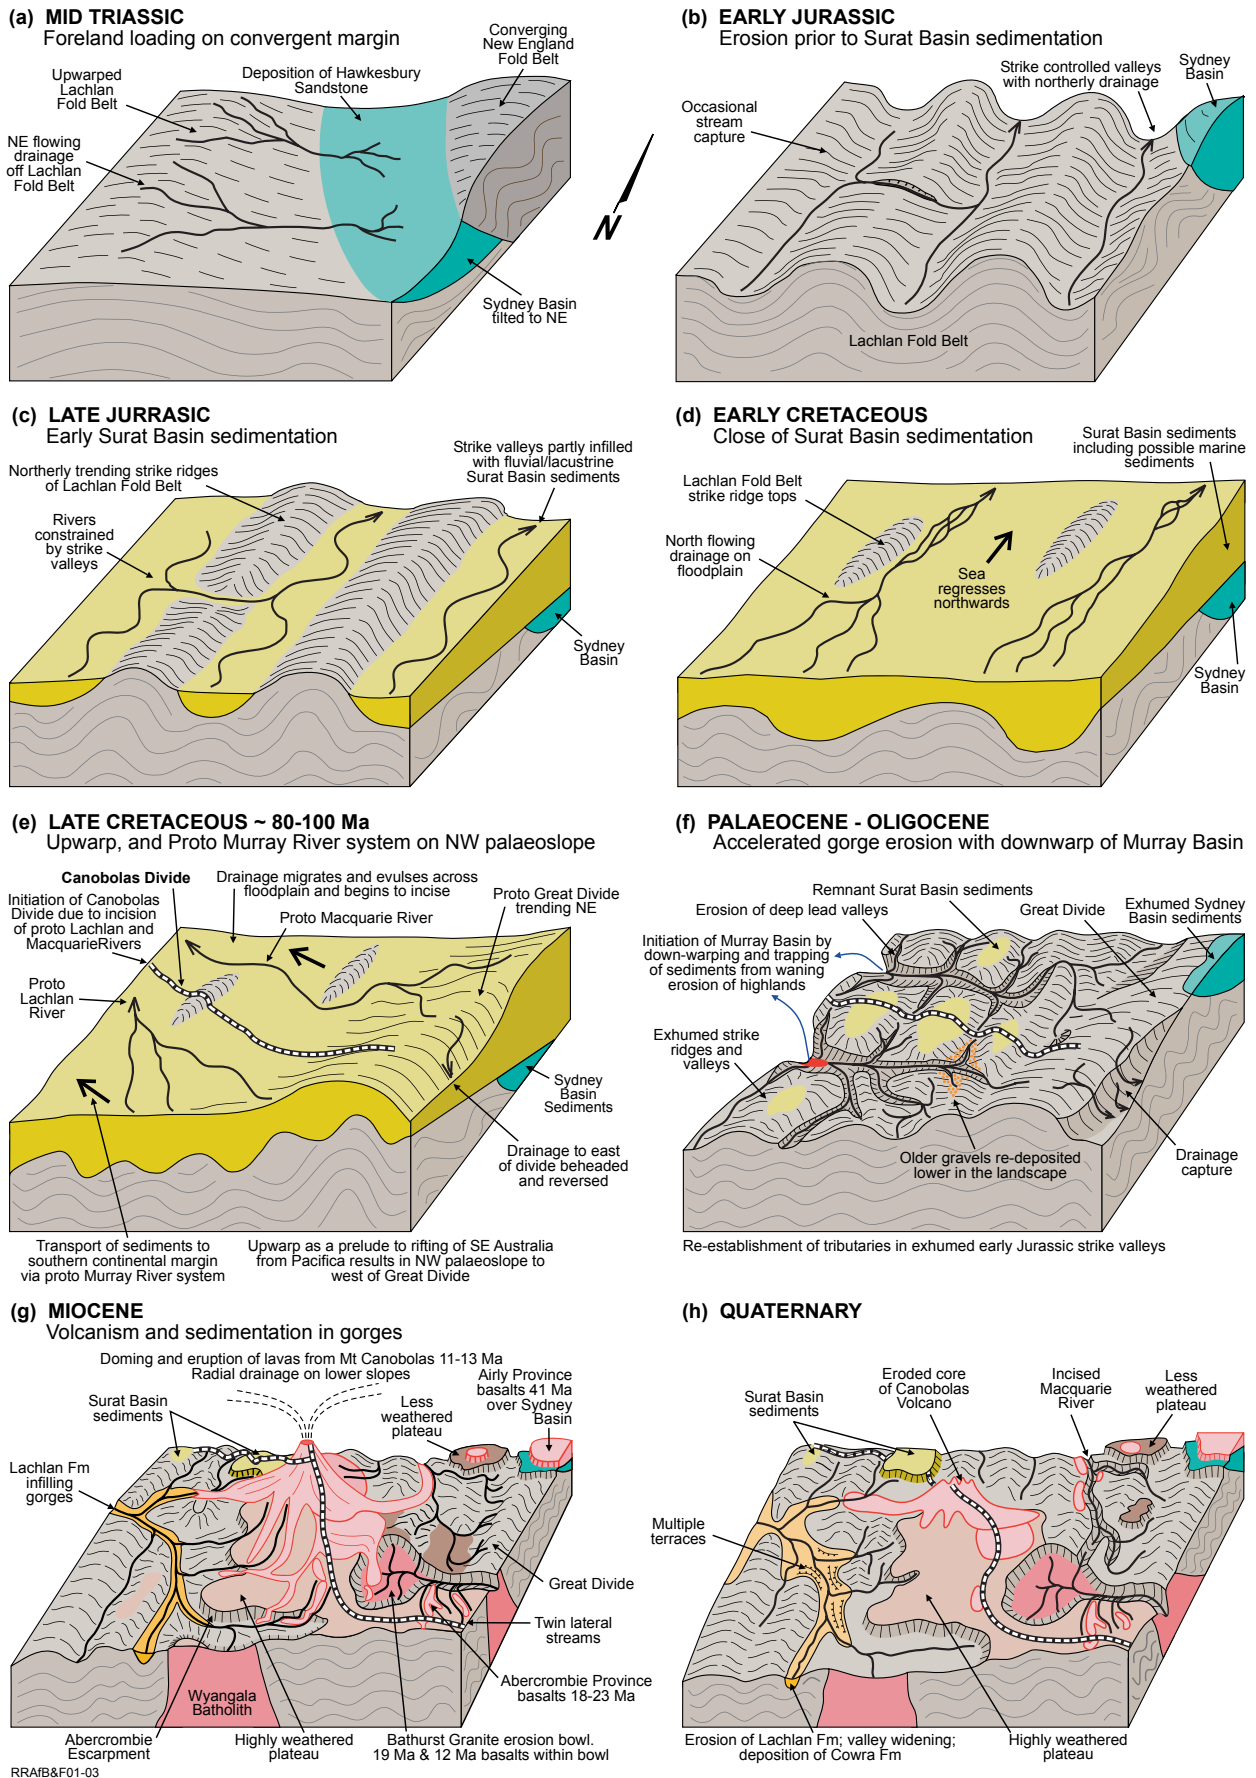 (a) MID TRIASSIC
Foreland loading on convergent margin
Upwarped
Lachlan
Fold Belt
Deposition of Hawkesbury
Sandstone
Converging
New England
Fold Belt
NE flowing
drainage
off Lachlan
Fold Belt
Sydney Basin
tilted to NE
N
(b) EARLY JURASSIC
Erosion prior to Surat Basin sedimentation
Occasional
stream
capture
Strike controlled valleys
with northerly drainage
Sydney
Basin
Lachlan Fold Belt
(c) LATE JURRASIC
Early Surat Basin sedimentation
Northerly trending strike ridges
of Lachlan Fold Belt
Strike valleys partly infilled
with fluvial/lacustrine
Surat Basin sediments
Rivers
constrained
by strike
valleys
Sydney
Basin
(d) EARLY CRETACEOUS
Close of Surat Basin sedimentation
Surat Basin sediments
including possible marine
sediments
Lachlan Fold Belt
strike ridge tops
North flowing
drainage on
floodplain
Sea
regresses
northwards
Sydney
Basin
(e) LATE CRETACEOUS ~ 80-100 Ma
Upwarp, and Proto Murray River system on NW palaeoslope
Canobolas Divide
Initiation of Canobolas
Divide due to incision
of proto Lachlan and
MacquarieRivers
Drainage migrates and evulses across
floodplain and begins to incise
Proto Macquarie River
Proto Great Divide
trending NE
Proto
Lachlan
River
Sydney
Basin
Sediments
Drainage to east
of divide beheaded
and reversed
Transport of sediments to
southern continental margin
via proto Murray River system
Upwarp as a prelude to rifting of SE Australia
from Pacifica results in NW palaeoslope to
west of Great Divide
(f) PALAEOCENE - OLIGOCENE
Accelerated gorge erosion with downwarp of Murray Basin
Remnant Surat Basin sediments
Erosion of deep lead valleys
Great Divide
Exhumed Sydney
Basin sediments
Initiation of Murray Basin by
down-warping and trapping
of sediments from waning
erosion of highlands
Exhumed strike
ridges and
valleys
Older gravels re-deposited
lower in the landscape
Drainage
capture
Re-establishment of tributaries in exhumed early Jurassic strike valleys
(g) MIOCENE
Volcanism and sedimentation in gorges
Doming and eruption of lavas from Mt Canobolas 11-13 Ma
Radial drainage on lower slopes
Airly Province
basalts 41 Ma
over Sydney
Basin
Surat Basin
sediments
Less
weathered
plateau
Lachlan Fm
infilling
gorges
Great Divide
Twin lateral
streams
Abercrombie Province
basalts 18-23 Ma
Wyangala
Batholith
Abercrombie
Escarpment
Highly weathered
plateau
Bathurst Granite erosion bowl.
19 Ma & 12 Ma basalts within bowl
(h) QUATERNARY
Surat Basin
sediments
Eroded core of
Canobolas
Volcano
Incised
Macquarie
River
Less
weathered
plateau
Multiple
terraces
Erosion of Lachlan Fm; valley widening;
deposition of Cowra Fm
Highly weathered
plateau
RRAfB&F01-03